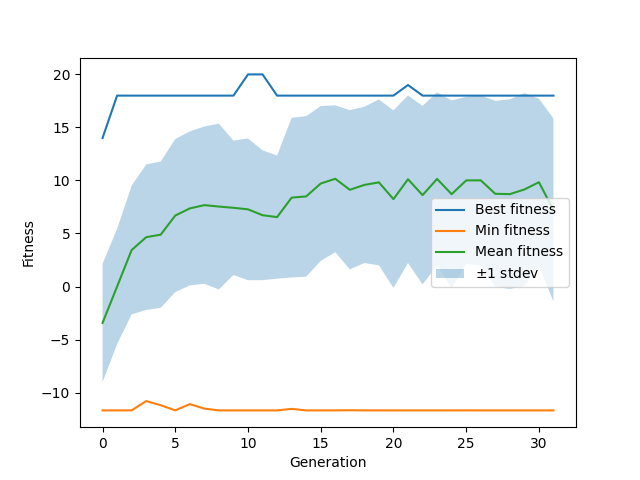 20
15
10
5
0
−5
−10
Fitness
Best fitness
Min fitness
Mean fitness
±1 stdev
0 5 10 15 20 25 30
Generation